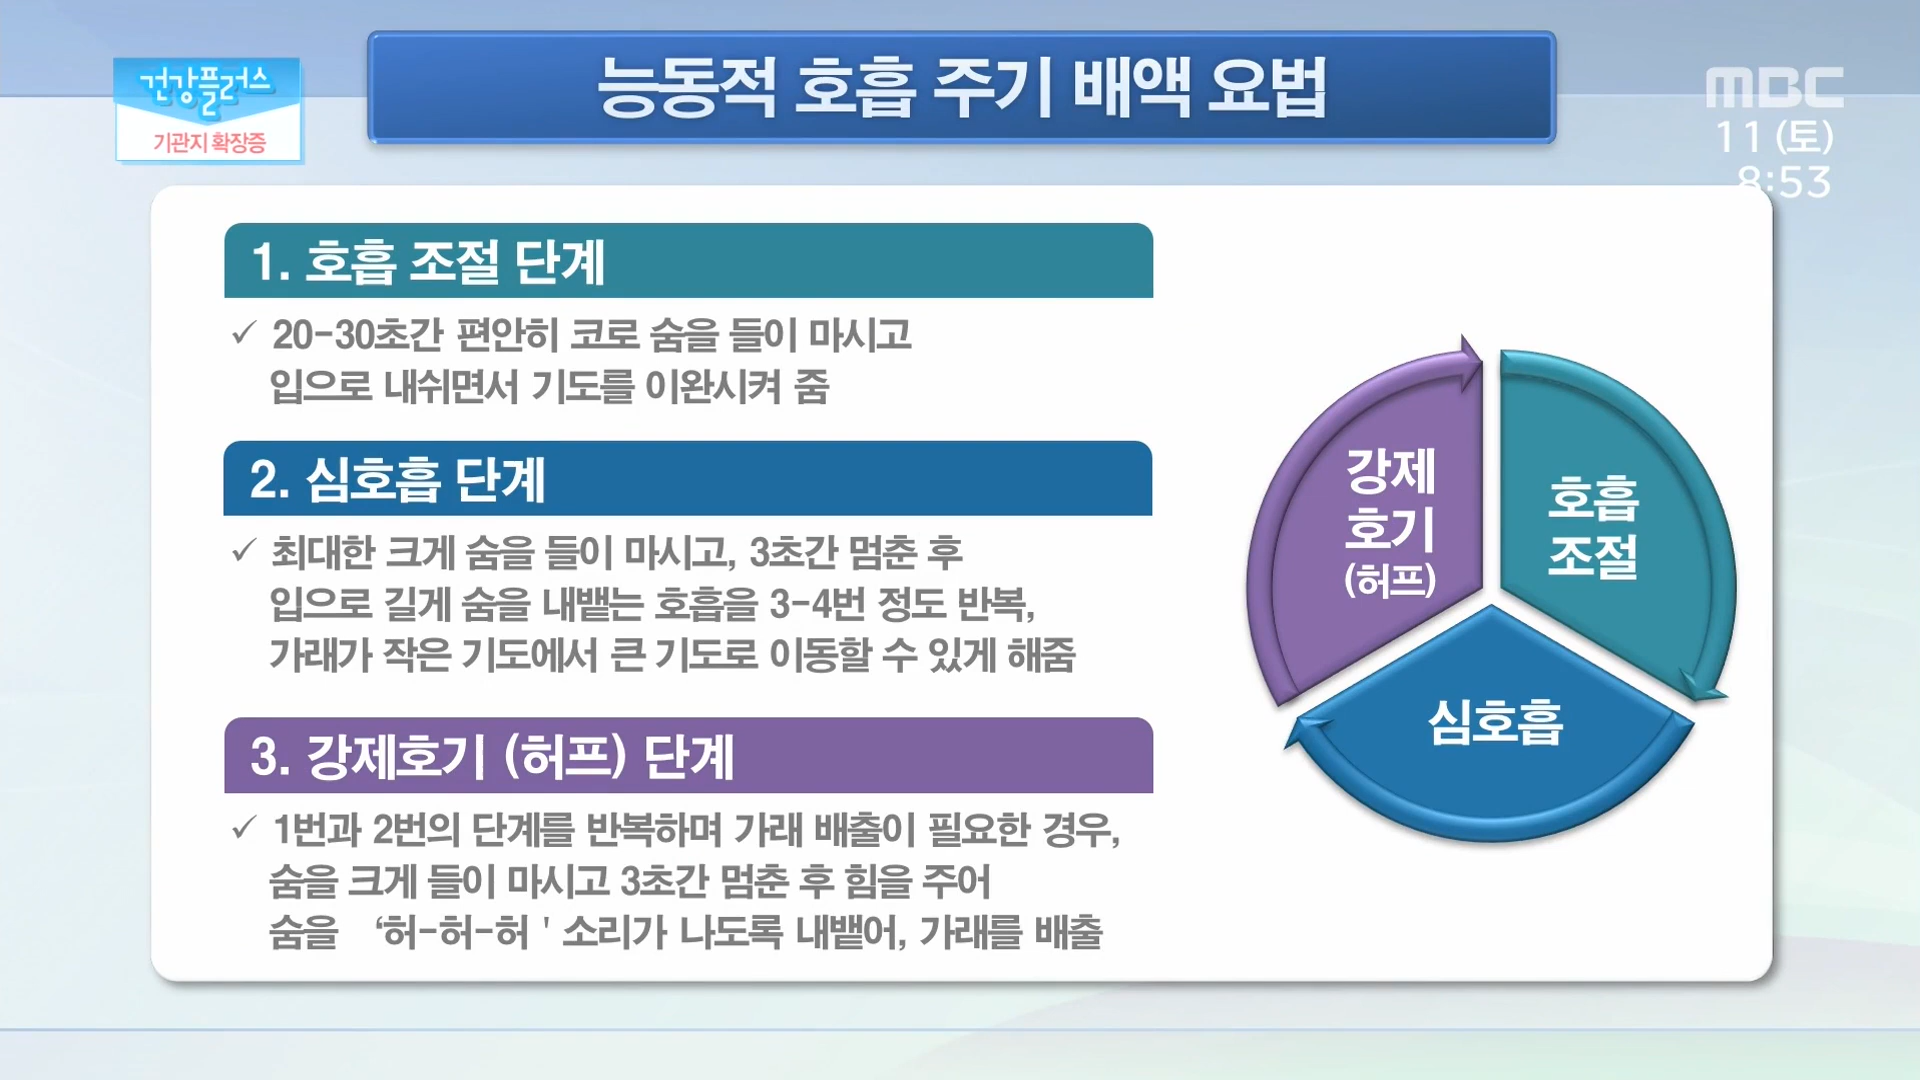 건강플러스
기관지 확장증
능동적 호흡 주기 배액 요법
MBC
11 (토)
8:53
1. 호흡 조절 단계
✓ 20-30초간 편안히 코로 숨을 들이 마시고
입으로 내쉬면서 기도를 이완시켜 줌
2. 심호흡 단계
✓ 최대한 크게 숨을 들이 마시고, 3초간 멈춘 후
입으로 길게 숨을 내뱉는 호흡을 3-4번 정도 반복,
가래가 작은 기도에서 큰 기도로 이동할 수 있게 해줌
3. 강제호기 (허프) 단계
✓ 1번과 2번의 단계를 반복하며 가래 배출이 필요한 경우,
숨을 크게 들이 마시고 3초간 멈춘 후 힘을 주어
숨을 ‘허-허-허 ' 소리가 나도록 내뱉어, 가래를 배출
강제
호기
(허프)
호흡
조절
심호흡